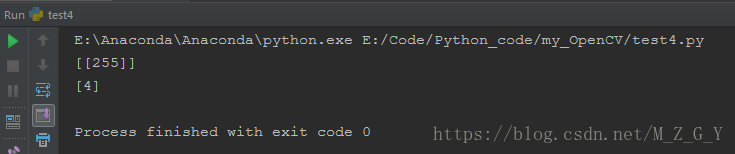 Run test4
E:\Anaconda\Anaconda\python.exe E:/Code/Python_code/my_OpenCV/test4.py
[[255]]
[4]
Process finished with exit code 0
https://blog.csdn.net/M_Z_G_Y